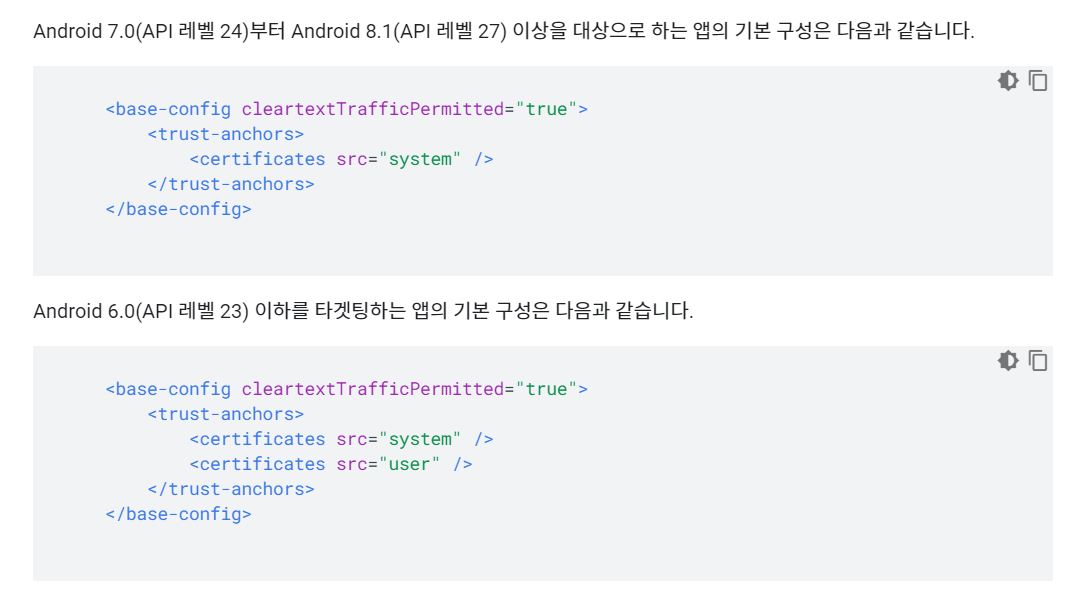 Android 7.0(API 레벨 24)부터 Android 8.1(API 레벨 27) 이상을 대상으로 하는 앱의 기본 구성은 다음과 같습니다.
<base-config cleartextTrafficPermitted="true">
<trust-anchors>
<certificates src="system" />
</trust-anchors>
</base-config>
Android 6.0(API 레벨 23) 이하를 타겟팅하는 앱의 기본 구성은 다음과 같습니다.
<base-config cleartextTrafficPermitted="true">
<trust-anchors>
<certificates src="system" />
<certificates src="user" />
</trust-anchors>
</base-config>